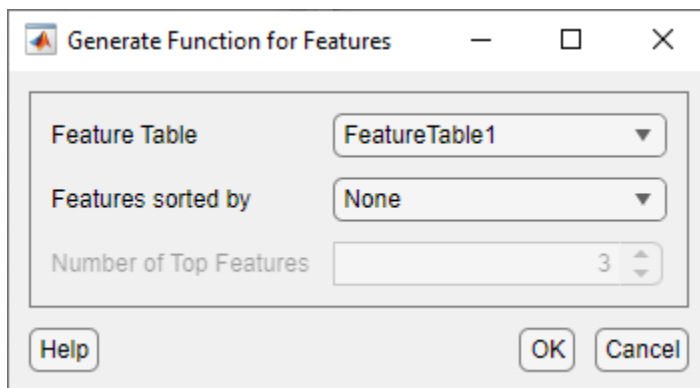 Generate Function for Features
Feature Table FeatureTable1
Features sorted by None
Number of Top Features 3
Help OK Cancel